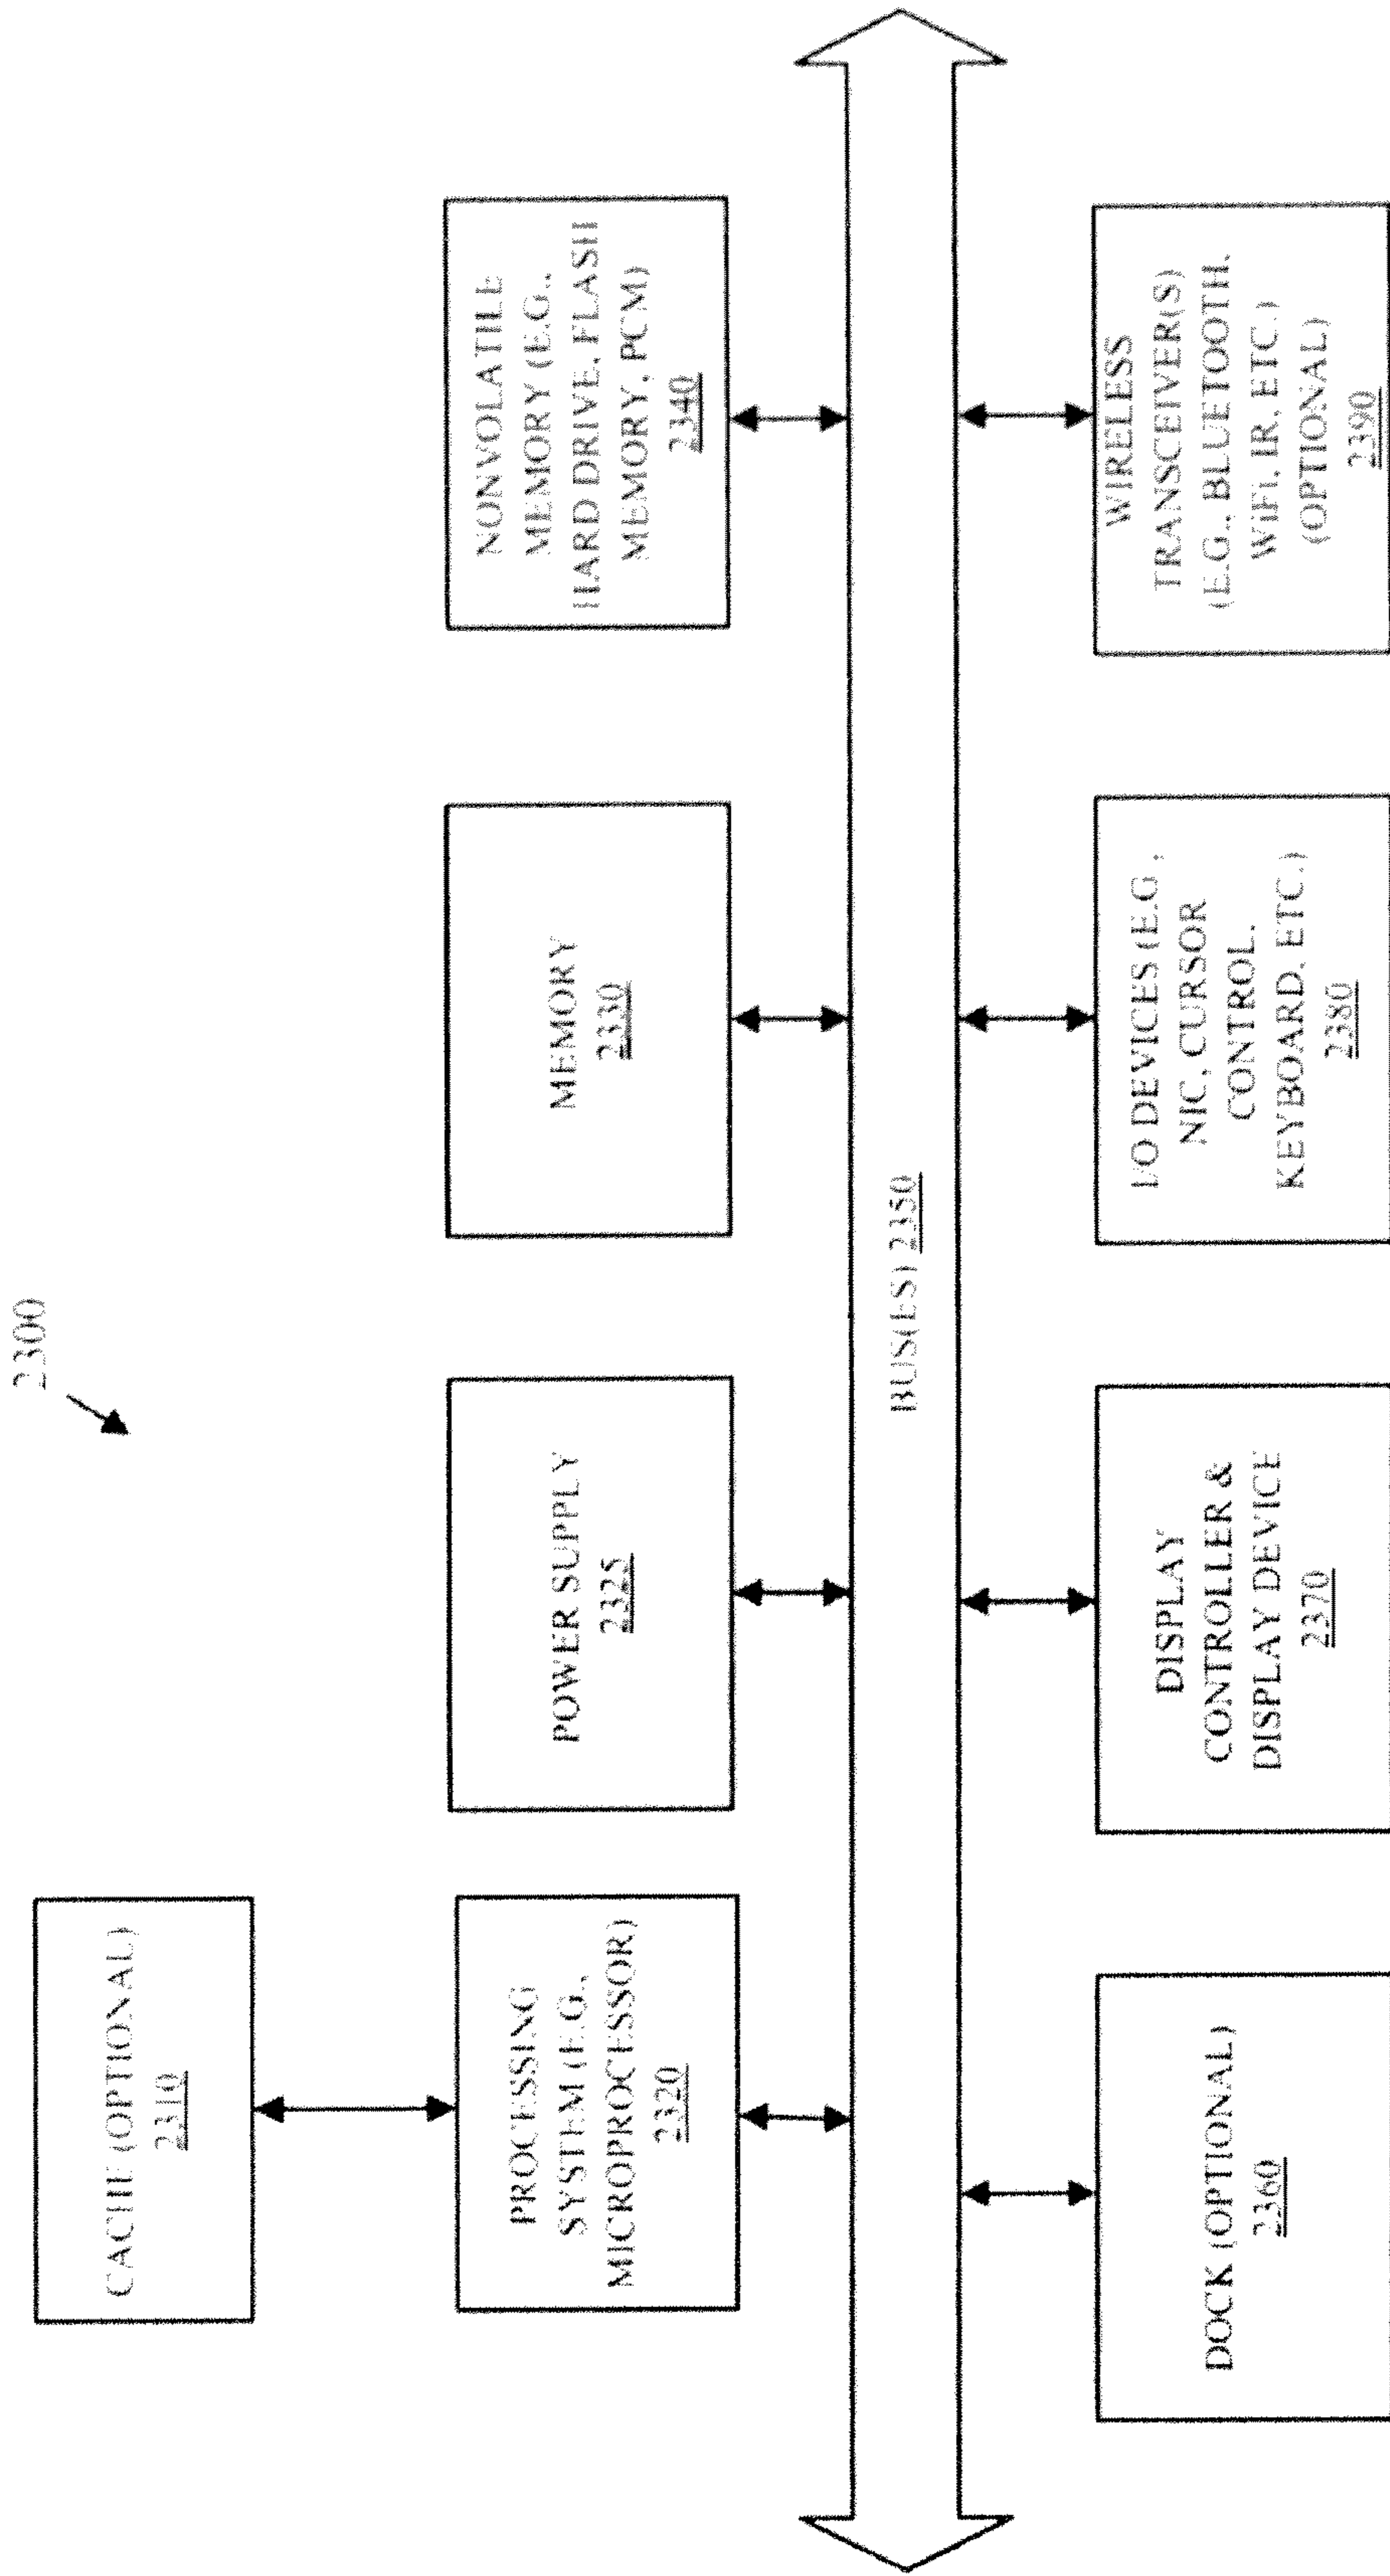 2300
CACHE (OPTIONAL)
2310
PROCESSING
SYSTEM (E.G.,
MICROPROCESSOR)
2320
POWER SUPPLY
2325
MEMORY
2330
NONVOLATILE
MEMORY (E.G.,
HARD DRIVE, FLASH
MEMORY, PCM)
2340
BUS(ES) 2350
DOCK (OPTIONAL)
2360
DISPLAY
CONTROLLER &
DISPLAY DEVICE
2370
I/O DEVICES (E.G.,
NIC, CURSOR
CONTROL,
KEYBOARD, ETC.)
2380
WIRELESS
TRANSCEIVER(S)
(E.G., BLUETOOTH,
WiFi, IR, ETC.)
(OPTIONAL)
2390